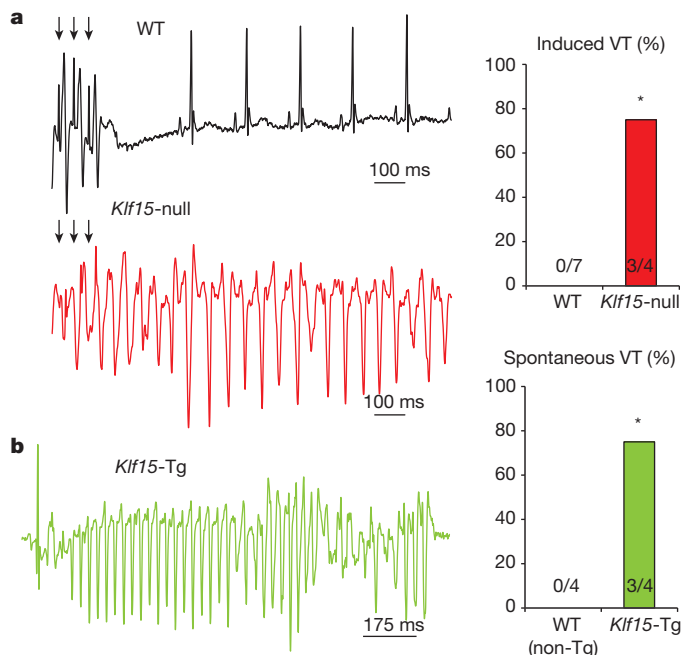 a
WT
100 ms
Klf15-null
100 ms
Induced VT (%)
100
80
60
40
20
0
*
0/7
3/4
WT
Klf15-null
b
Klf15-Tg
175 ms
Spontaneous VT (%)
100
80
60
40
20
0
*
0/4
3/4
WT
(non-Tg)
Klf15-Tg